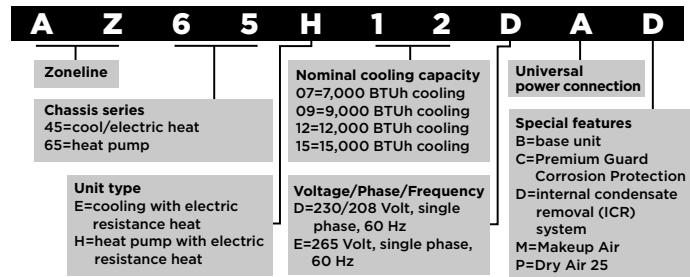 A Z 6 5 H 1 2 D A D
Zoneline
Chassis series
45=cool/electric heat
65=heat pump
Unit type
E=cooling with electric
resistance heat
H=heat pump with electric
resistance heat
Nominal cooling capacity
07=7,000 BTUh cooling
09=9,000 BTUh cooling
12=12,000 BTUh cooling
15=15,000 BTUh cooling
Voltage/Phase/Frequency
D=230/208 Volt, single
phase, 60 Hz
E=265 Volt, single phase,
60 Hz
Universal
power connection
Special features
B=base unit
C=Premium Guard
Corrosion Protection
D=internal condensate
removal (ICR)
system
M=Makeup Air
P=Dry Air 25